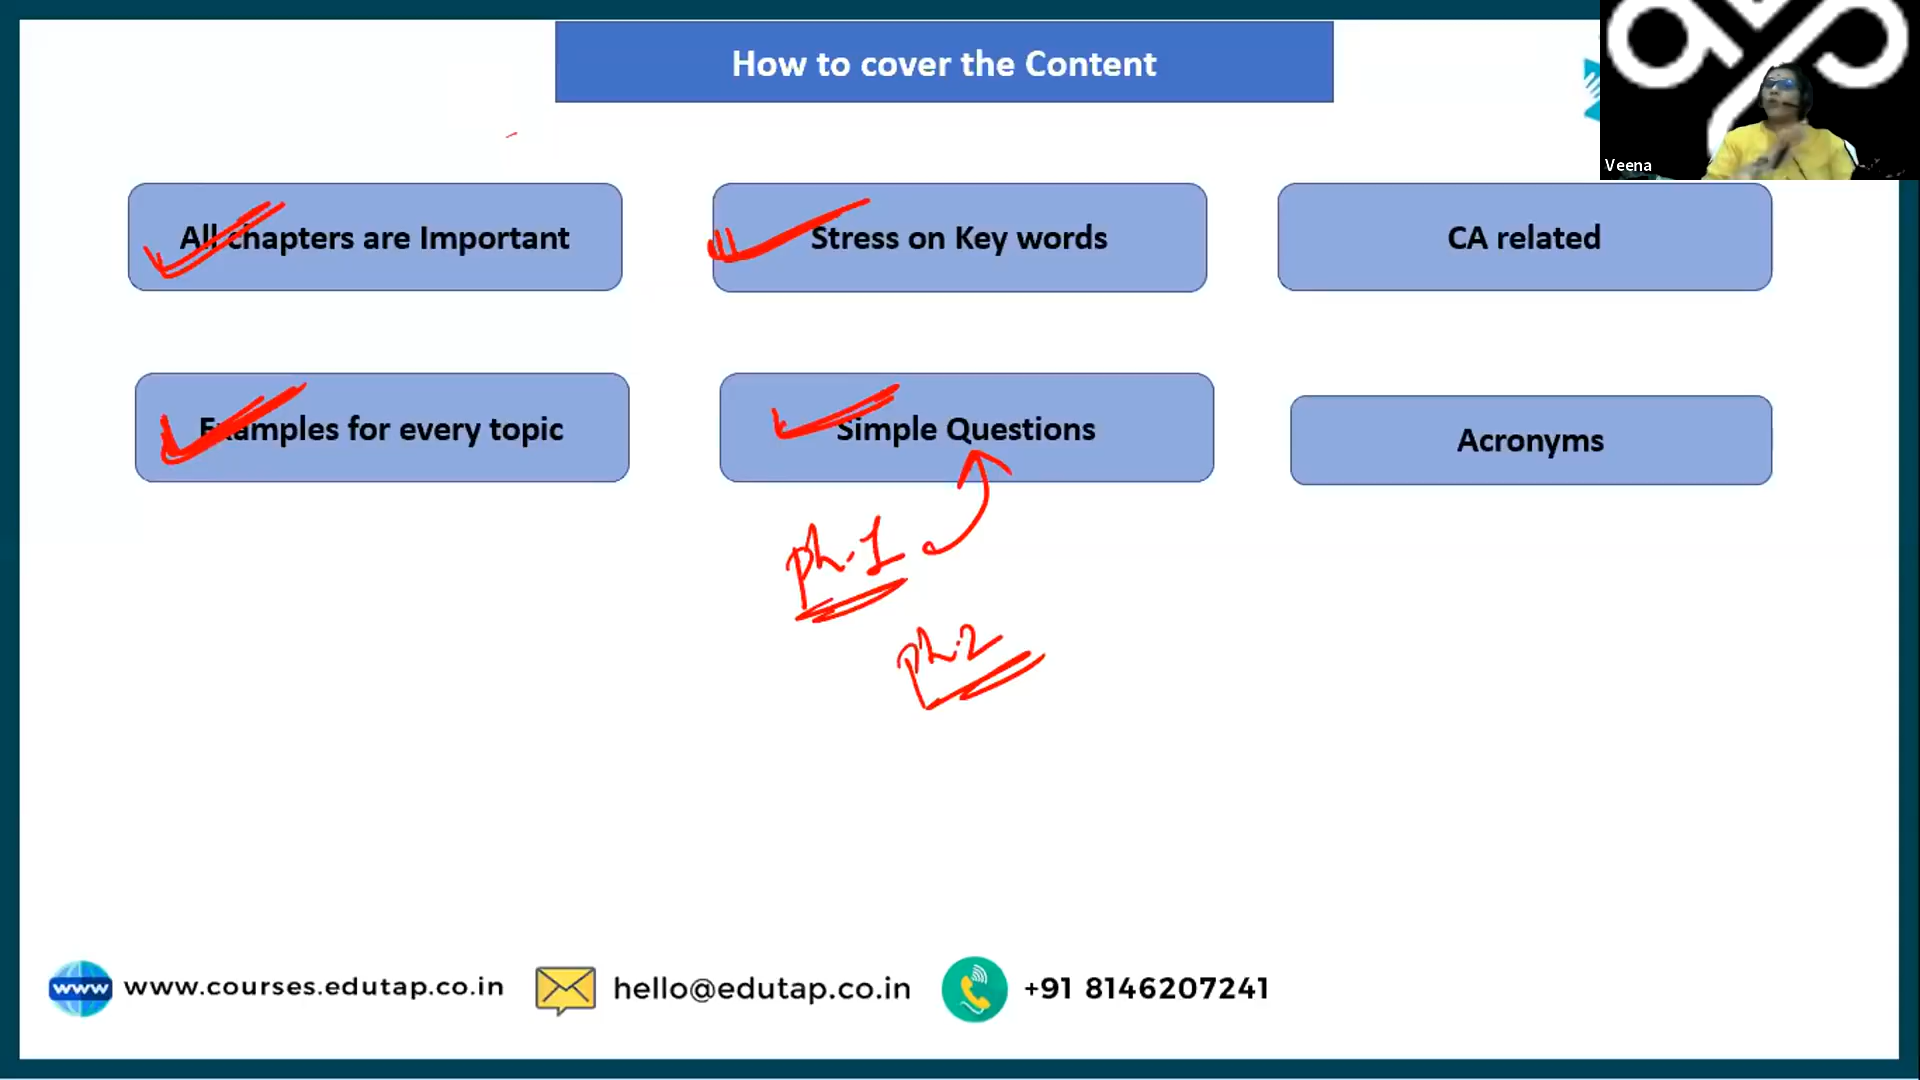 How to cover the Content
Veena
All chapters are Important
Stress on Key words
CA related
Examples for every topic
Simple Questions
Acronyms
Ph-1
Ph-2
www
www.courses.edutap.co.in
hello@edutap.co.in
+91 8146207241